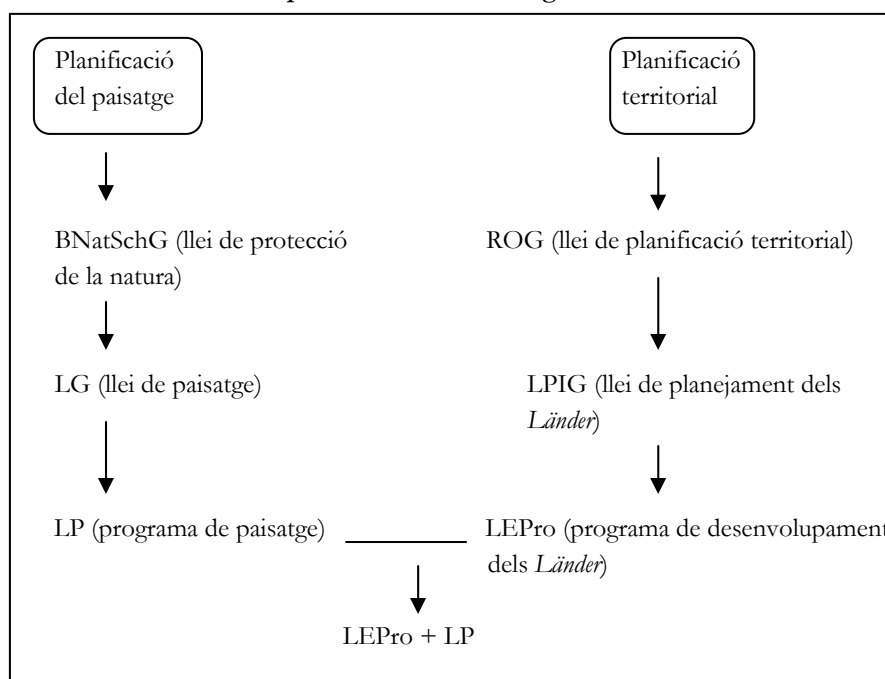 Planificació
del paisatge
Planificació
territorial
BNatSchG (llei de protecció
de la natura)
ROG (llei de planificació territorial)
LG (llei de paisatge)
LPIG (llei de planejament dels
Länder)
LP (programa de paisatge)
LEPro (programa de desenvolupament
dels Länder)
LEPro + LP